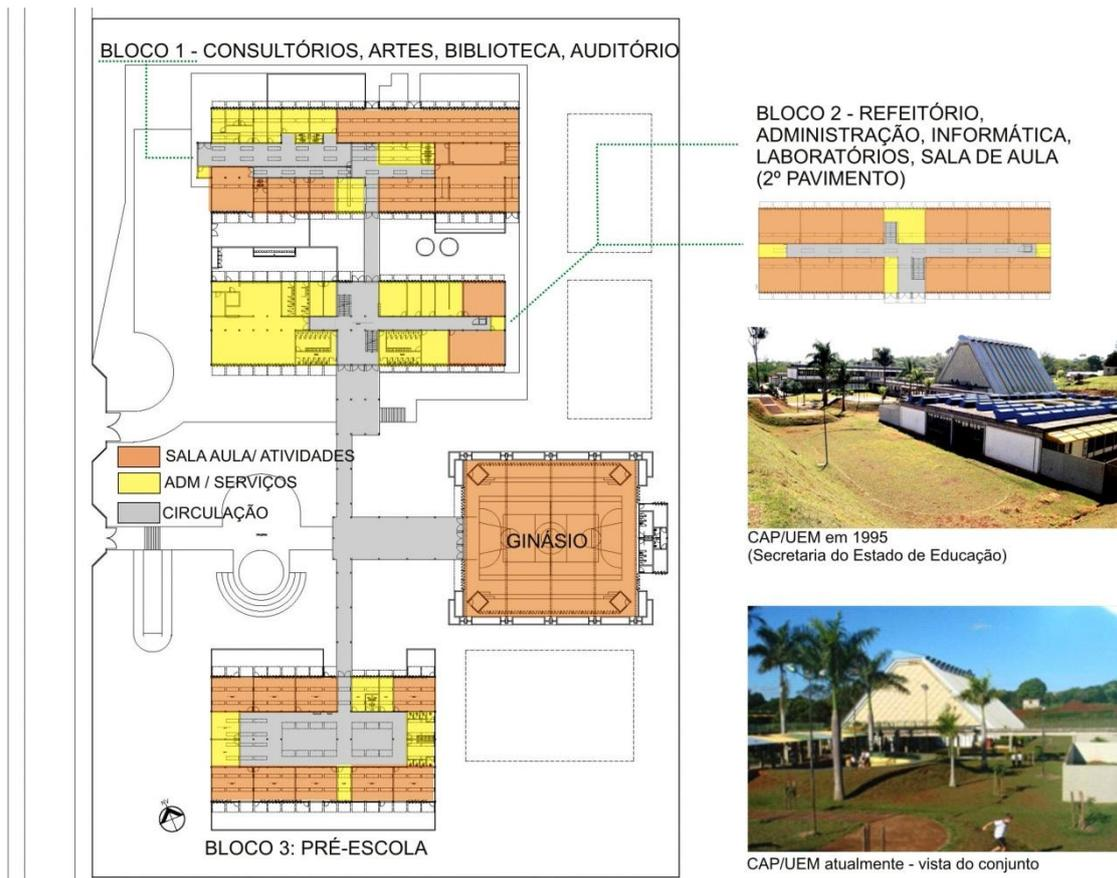 BLOCO 1 - CONSULTÓRIOS, ARTES, BIBLIOTECA, AUDITÓRIO
BLOCO 2 - REFEITÓRIO,
ADMINISTRAÇÃO, INFORMÁTICA,
LABORATÓRIOS, SALA DE AULA
(2º PAVIMENTO)
SALA AULA/ ATIVIDADES
ADM / SERVIÇOS
CIRCULAÇÃO
GINÁSIO
CAP/UEM em 1995
(Secretaria do Estado de Educação)
BLOCO 3: PRÉ-ESCOLA
CAP/UEM atualmente - vista do conjunto